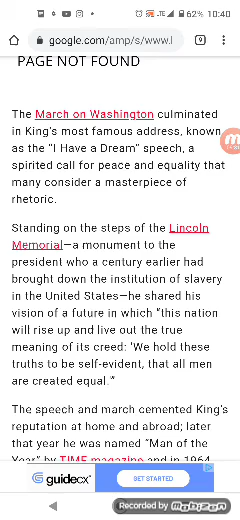 62% 10:40
google.com/amp/s/www.l
9
PAGE NOT FOUND
The March on Washington culminated
in King's most famous address, known
as the "I Have a Dream" speech, a
spirited call for peace and equality that
many consider a masterpiece of
rhetoric.
Standing on the steps of the Lincoln
Memorial—a monument to the
president who a century earlier had
brought down the institution of slavery
in the United States—he shared his
vision of a future in which "this nation
will rise up and live out the true
meaning of its creed: 'We hold these
truths to be self-evident, that all men
are created equal."
The speech and march cemented King's
reputation at home and abroad; later
that year he was named "Man of the
Year" by TIME magazine and in 1964,
guidecx
GET STARTED
Recorded by mobizen